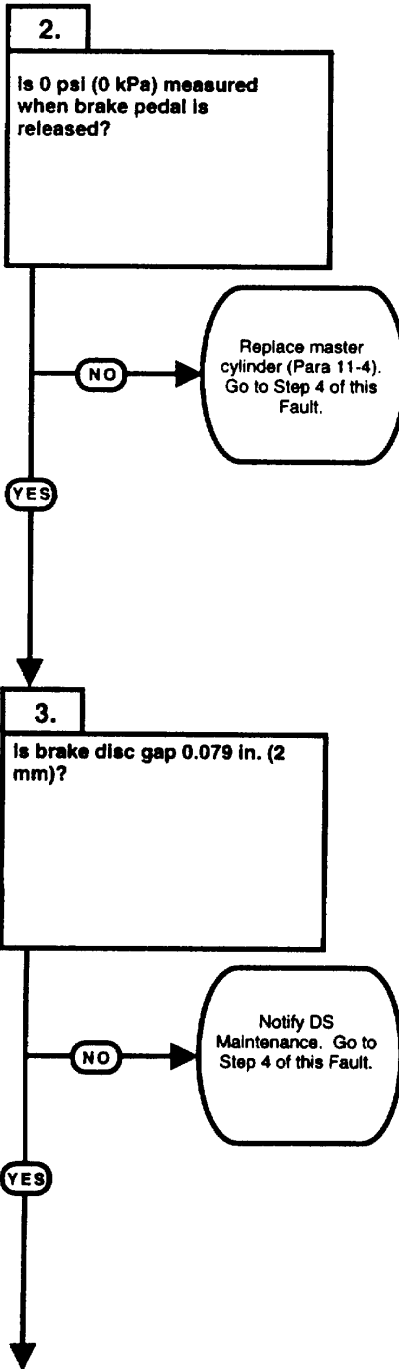 2.
Is 0 psi (0 kPa) measured
when brake pedal is
released?
NO
Replace master
cylinder (Para 11-4).
Go to Step 4 of this
Fault.
YES
3.
Is brake disc gap 0.079 in. (2
mm)?
NO
Notify DS
Maintenance. Go to
Step 4 of this Fault.
YES